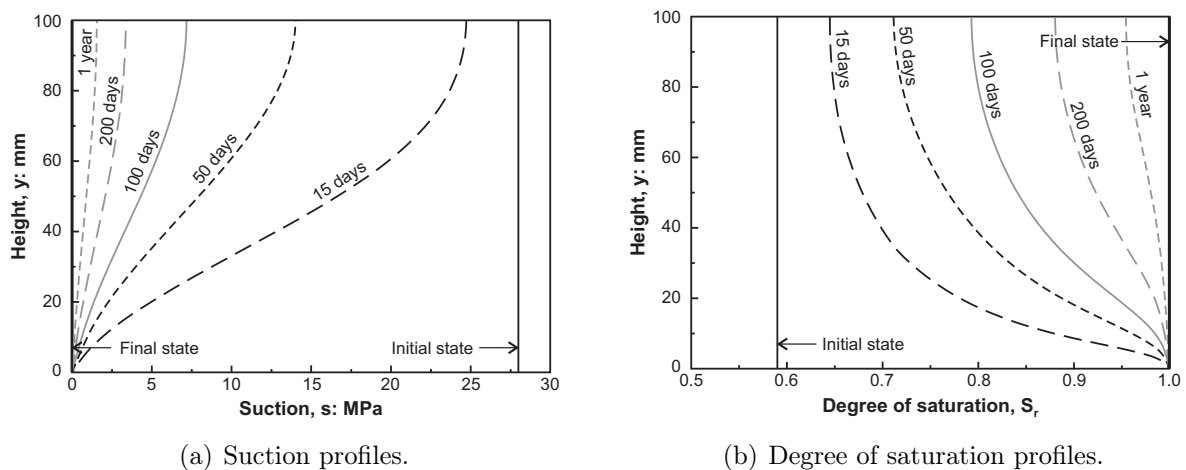 100
80
60
40
20
0
Height, y: mm
1 year
200 days
100 days
50 days
15 days
Final state
Initial state
0 5 10 15 20 25 30
Suction, s: MPa
(a) Suction profiles.
100
80
60
40
20
0
Height, y: mm
15 days
50 days
100 days
200 days
1 year
Final state
Initial state
0.5 0.6 0.7 0.8 0.9 1.0
Degree of saturation, Sr
(b) Degree of saturation profiles.